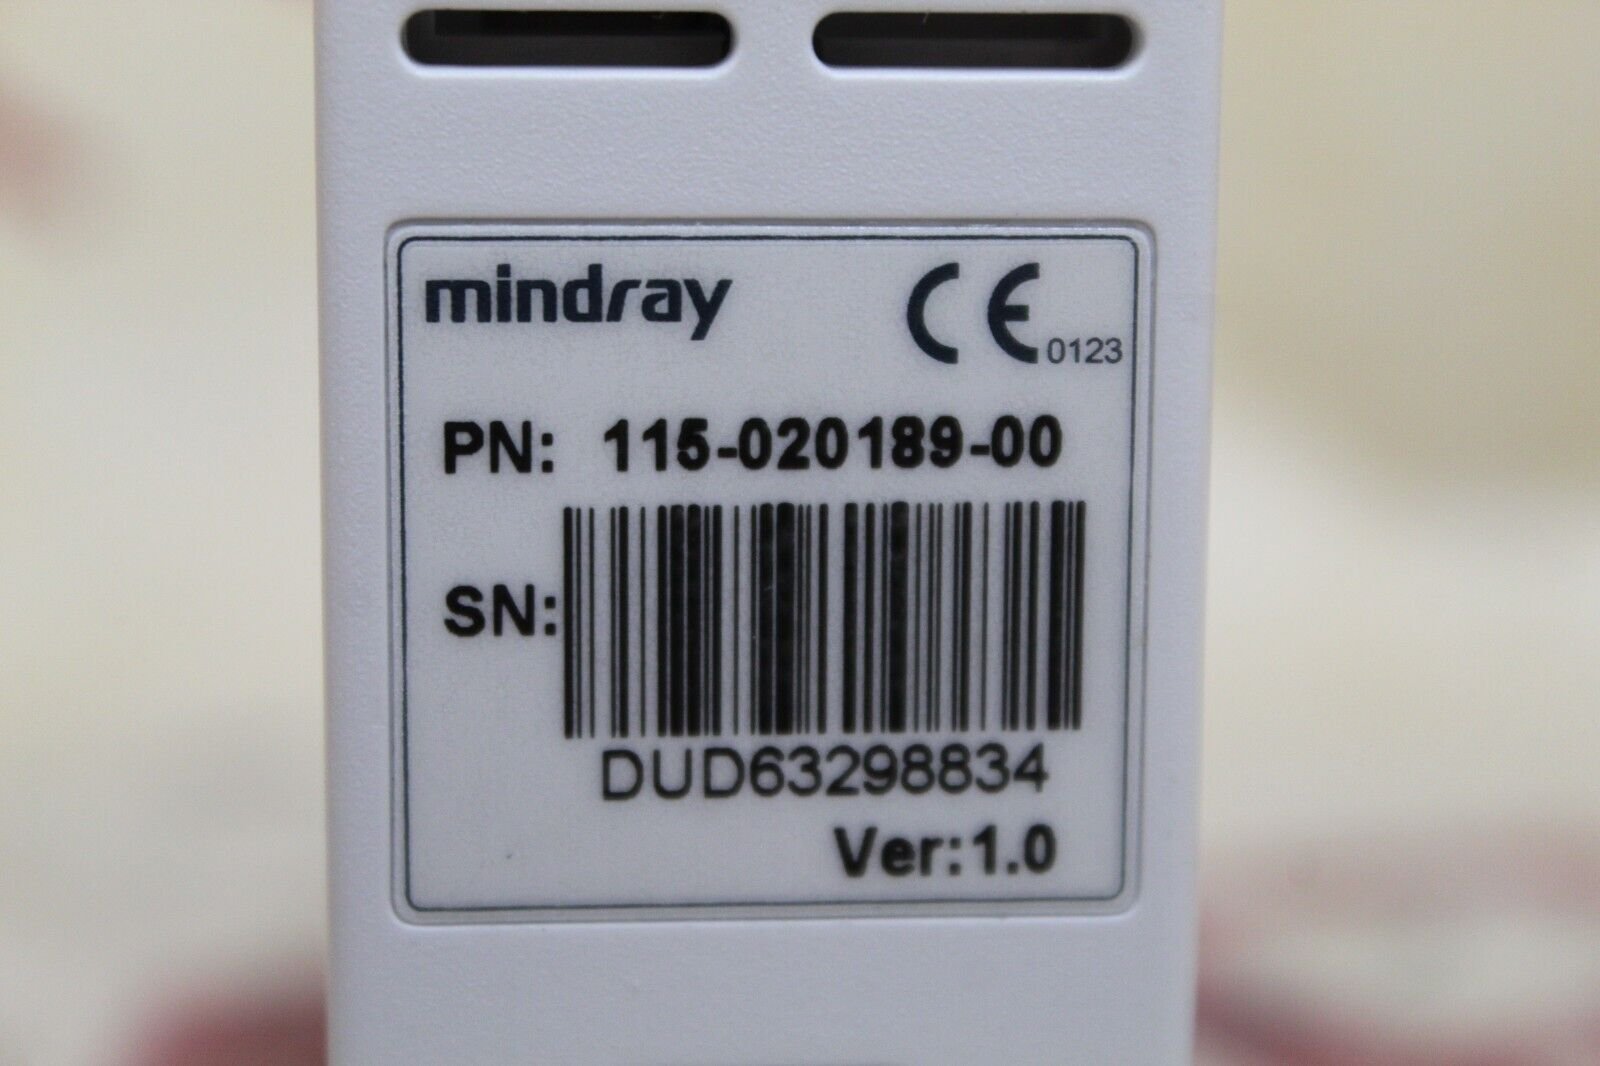 mindray CE 0123
PN: 115-020189-00
SN:
DUD63298834
Ver:1.0